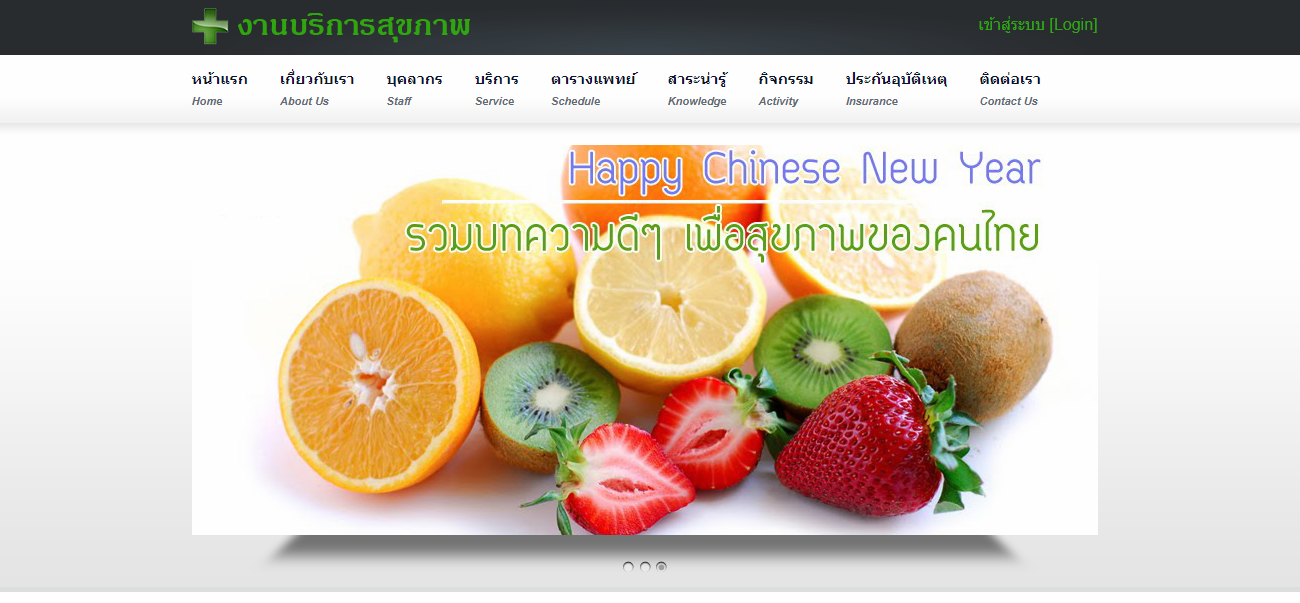 งานบริการสุขภาพ
เข้าสู่ระบบ [Login]
หน้าแรก เกี่ยวกับเรา บุคลากร บริการ ตารางแพทย์ สาระน่ารู้ กิจกรรม ประกันอุบัติเหตุ ติดต่อเรา
Home About Us Staff Service Schedule Knowledge Activity Insurance Contact Us
Happy Chinese New Year
รวมบทความดีๆ เพื่อสุขภาพของคนไทย